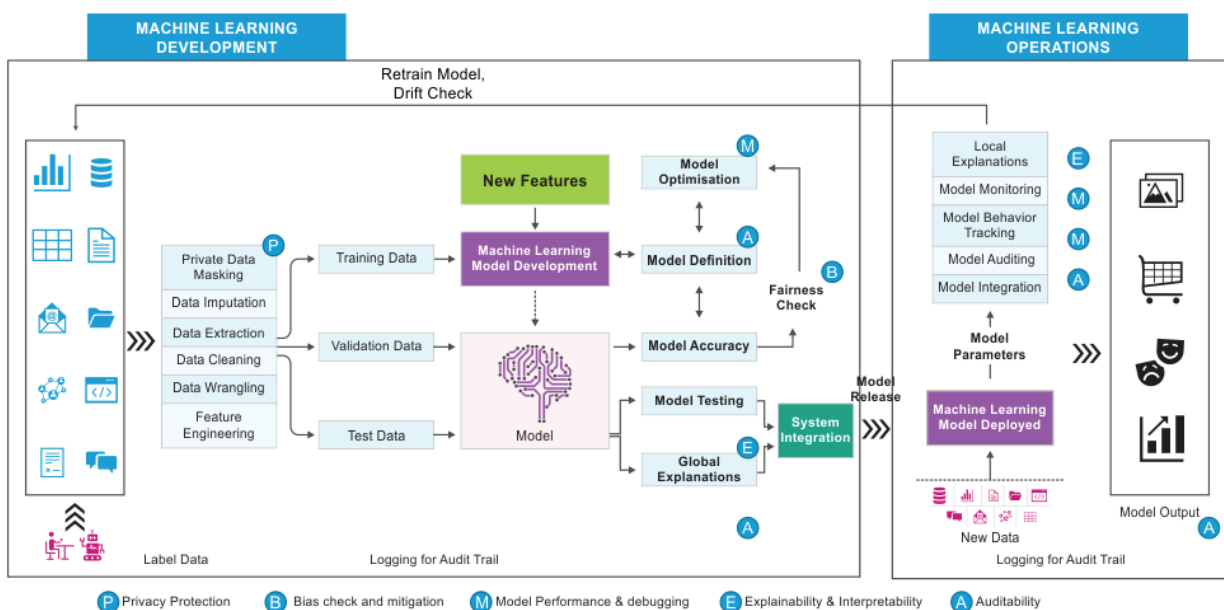 MACHINE LEARNING
DEVELOPMENT
MACHINE LEARNING
OPERATIONS
Retrain Model,
Drift Check
New Features
M
Model
Optimisation
P
Private Data
Masking
Data Imputation
Data Extraction
Data Cleaning
Data Wrangling
Feature
Engineering
Training Data
Validation Data
Test Data
Machine Learning
Model Development
Model
A
Model Definition
B
Fairness
Check
Model Accuracy
Model Testing
E
Global
Explanations
System
Integration
Model
Release
Local
Explanations
E
Model Monitoring
M
Model Behavior
Tracking
M
Model Auditing
A
Model Integration
Model
Parameters
Machine Learning
Model Deployed
New Data
Model Output
A
A
Label Data
Logging for Audit Trail
Logging for Audit Trail
P Privacy Protection
B Bias check and mitigation
M Model Performance & debugging
E Explainability & Interpretability
A Auditability